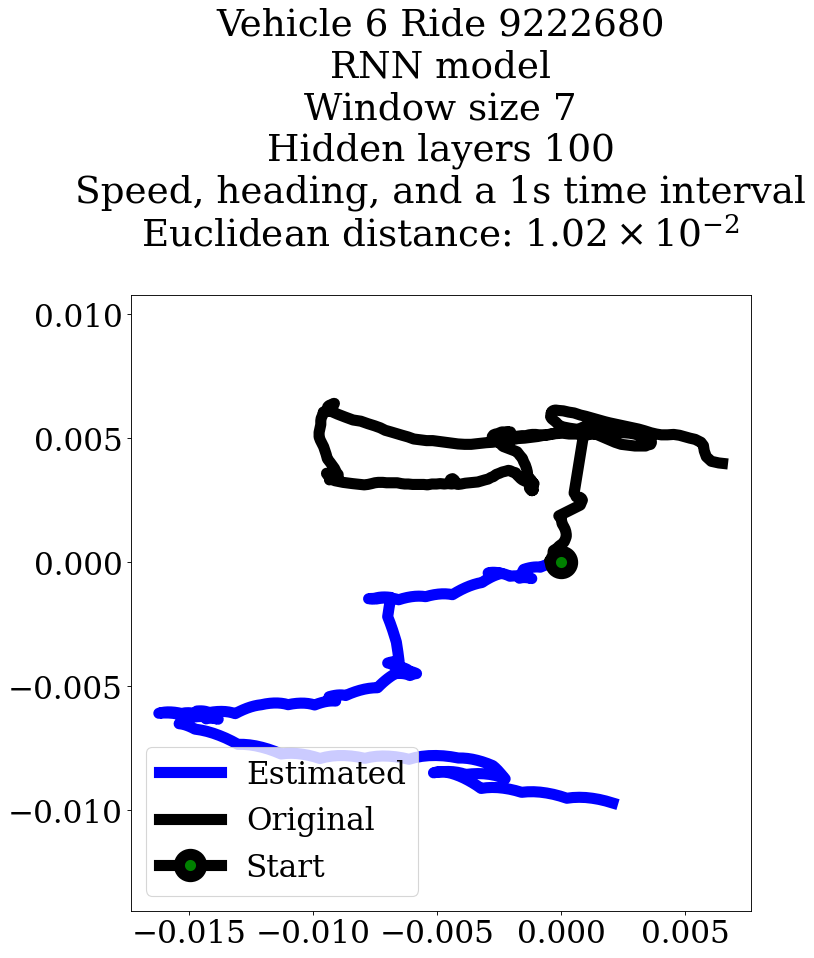 Vehicle 6 Ride 9222680
RNN model
Window size 7
Hidden layers 100
Speed, heading, and a 1s time interval
Euclidean distance: 1.02 × 10⁻²
0.010
0.005
0.000
−0.005
−0.010
Estimated
Original
Start
−0.015 −0.010 −0.005 0.000 0.005